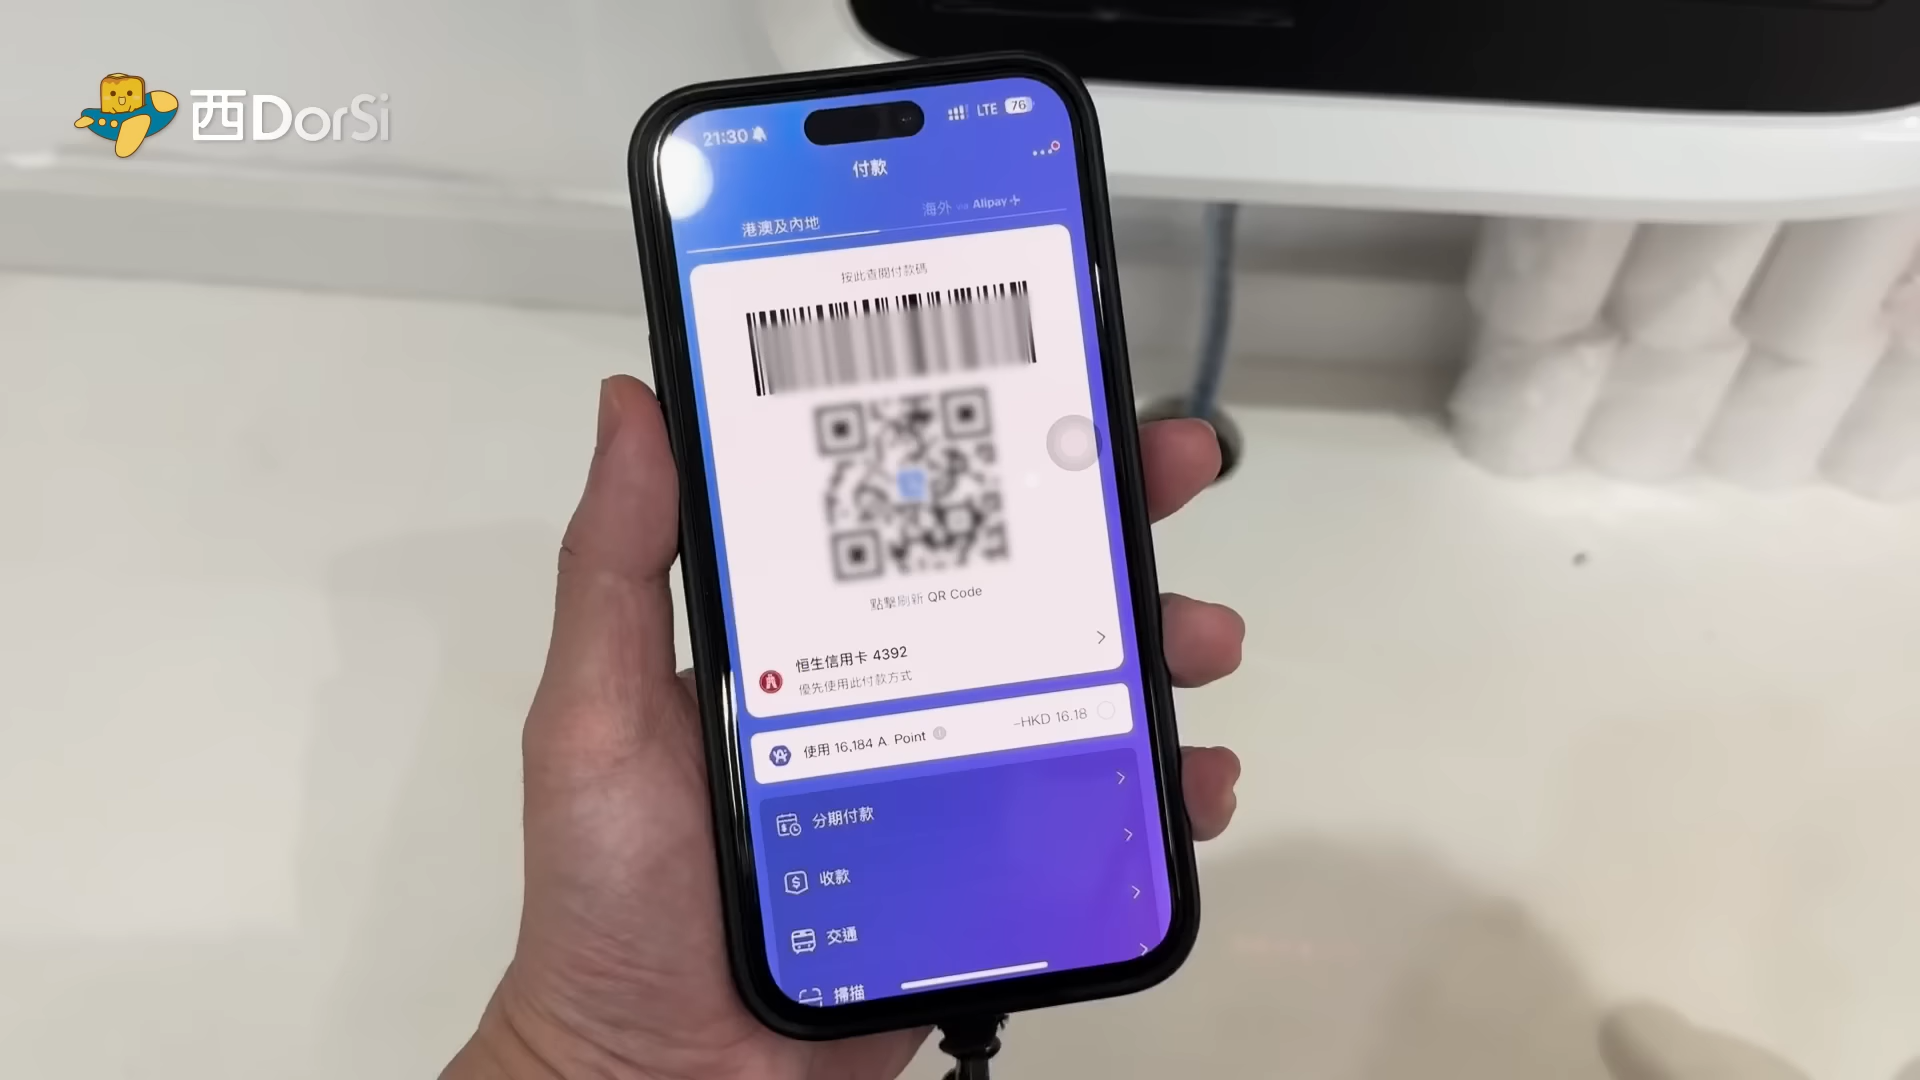 西DorSi
21:30
LTE 76
付款
港澳及內地
海外 via Alipay+
按此查閱付款碼
點擊刷新 QR Code
恒生信用卡 4392
優先使用此付款方式
使用 16,184 A. Point
-HKD 16.18
分期付款
收款
交通
掃描